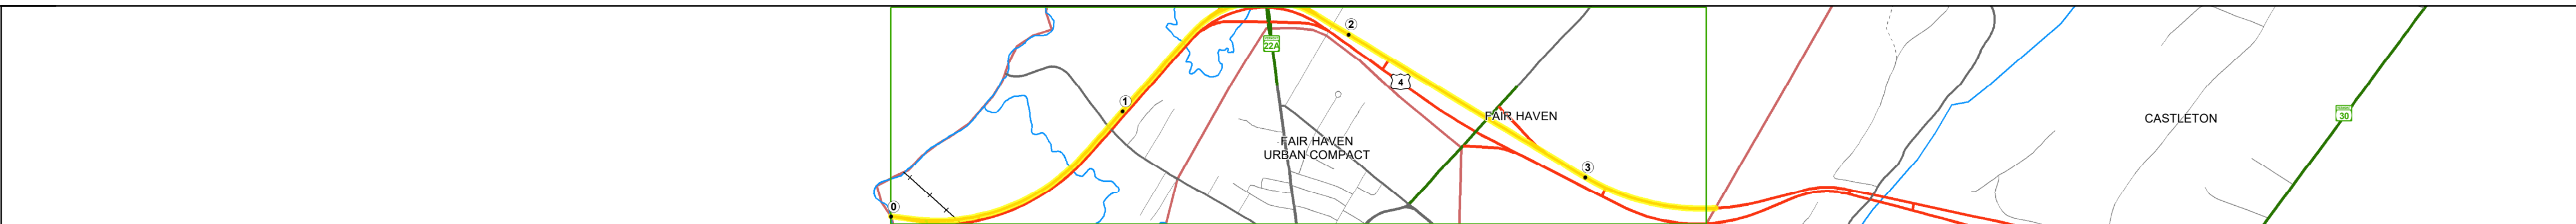 2
22A
4
1
30
FAIR HAVEN
CASTLETON
FAIR HAVEN
URBAN COMPACT
3
0